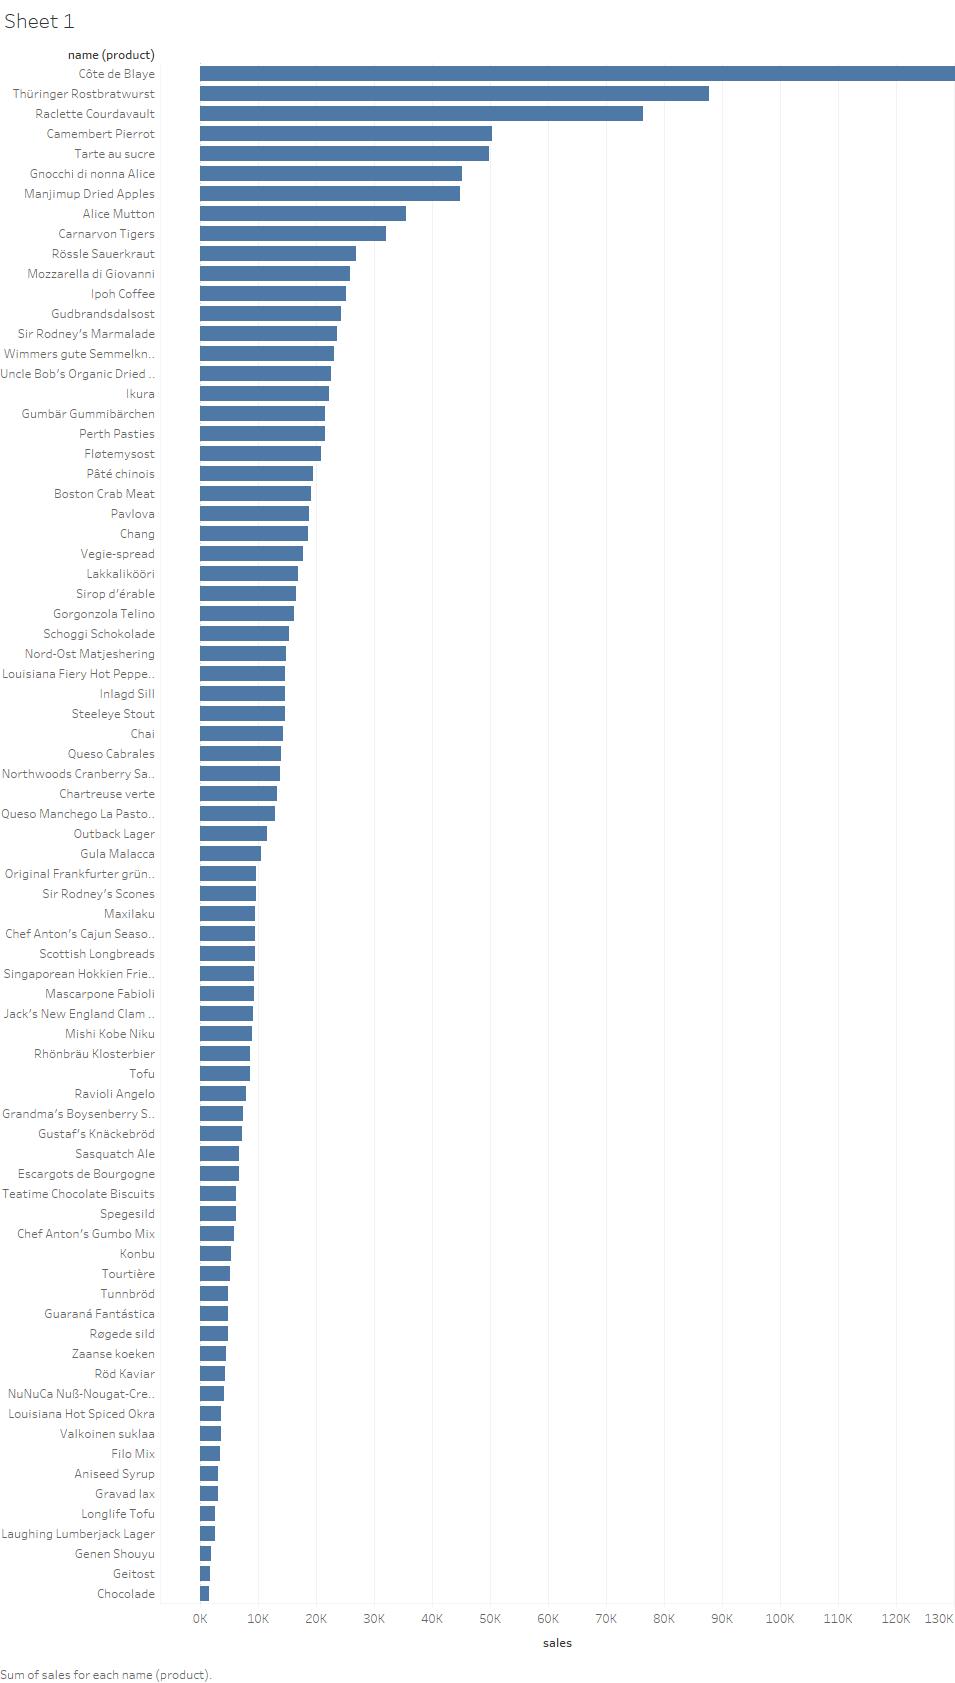 Sheet 1
name (product)
Côte de Blaye
Thüringer Rostbratwurst
Raclette Courdavault
Camembert Pierrot
Tarte au sucre
Gnocchi di nonna Alice
Manjimup Dried Apples
Alice Mutton
Carnarvon Tigers
Rössle Sauerkraut
Mozzarella di Giovanni
Ipoh Coffee
Gudbrandsdalsost
Sir Rodney's Marmalade
Wimmers gute Semmelkn..
Uncle Bob's Organic Dried ..
Ikura
Gumbär Gummibärchen
Perth Pasties
Fløtemysost
Pâté chinois
Boston Crab Meat
Pavlova
Chang
Vegie-spread
Lakkalikööri
Sirop d'érable
Gorgonzola Telino
Schoggi Schokolade
Nord-Ost Matjeshering
Louisiana Fiery Hot Peppe..
Inlagd Sill
Steeleye Stout
Chai
Queso Cabrales
Northwoods Cranberry Sa..
Chartreuse verte
Queso Manchego La Pasto..
Outback Lager
Gula Malacca
Original Frankfurter grün..
Sir Rodney's Scones
Maxilaku
Chef Anton's Cajun Seaso..
Scottish Longbreads
Singaporean Hokkien Frie..
Mascarpone Fabioli
Jack's New England Clam ..
Mishi Kobe Niku
Rhönbräu Klosterbier
Tofu
Ravioli Angelo
Grandma's Boysenberry S..
Gustaf's Knäckebröd
Sasquatch Ale
Escargots de Bourgogne
Teatime Chocolate Biscuits
Spegesild
Chef Anton's Gumbo Mix
Konbu
Tourtière
Tunnbröd
Guaraná Fantástica
Røgede sild
Zaanse koeken
Röd Kaviar
NuNuCa Nuß-Nougat-Cre..
Louisiana Hot Spiced Okra
Valkoinen suklaa
Filo Mix
Aniseed Syrup
Gravad lax
Longlife Tofu
Laughing Lumberjack Lager
Genen Shouyu
Geitost
Chocolade
0K 10K 20K 30K 40K 50K 60K 70K 80K 90K 100K 110K 120K 130K
sales
Sum of sales for each name (product).